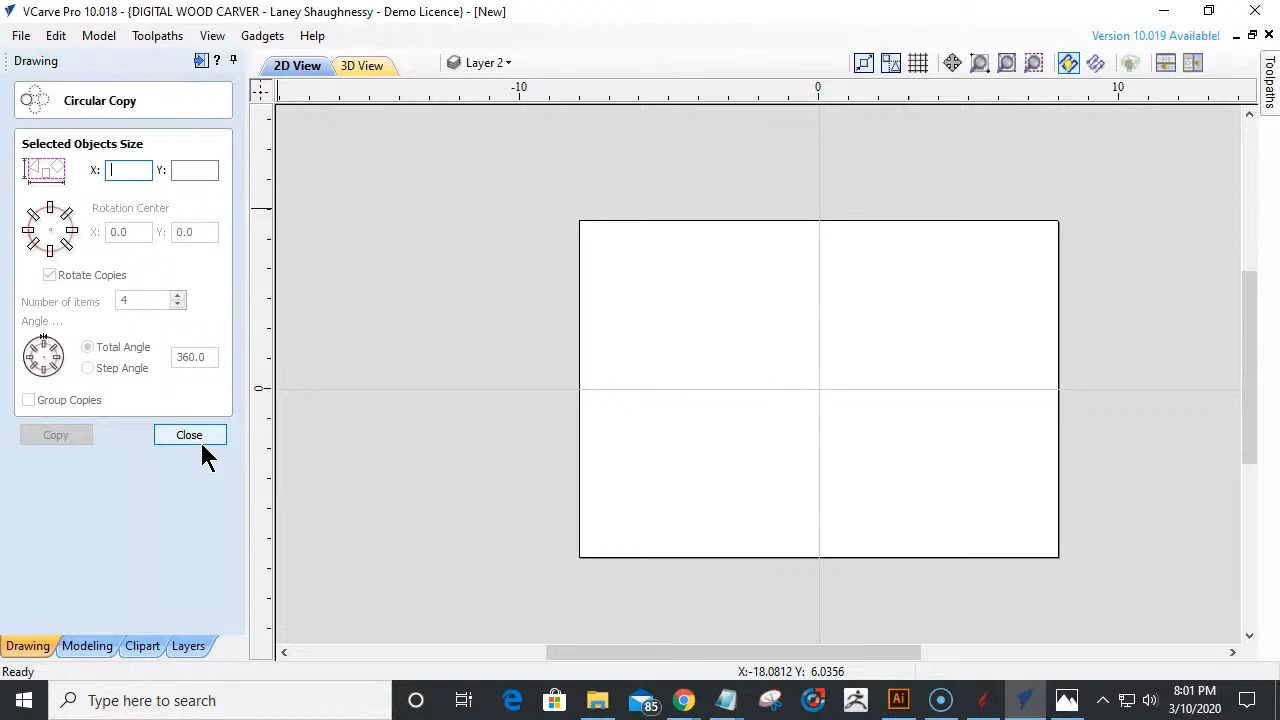 VCarve Pro 10.018 - {DIGITAL WOOD CARVER - Laney Shaughnessy - Demo Licence} - [New]
File Edit Model Toolpaths View Gadgets Help Version 10.019 Available!
Drawing ?
2D View 3D View Layer 2
Toolpaths
-10 0 10
Circular Copy
Selected Objects Size
X: Y:
Rotation Center
X: 0.0 Y: 0.0
Rotate Copies
Number of items 4
Angle ...
Total Angle 360.0
Step Angle
0
Group Copies
Copy Close
Drawing Modeling Clipart Layers
Ready X:-18.0812 Y: 6.0356
Type here to search
85
Ai
8:01 PM
3/10/2020